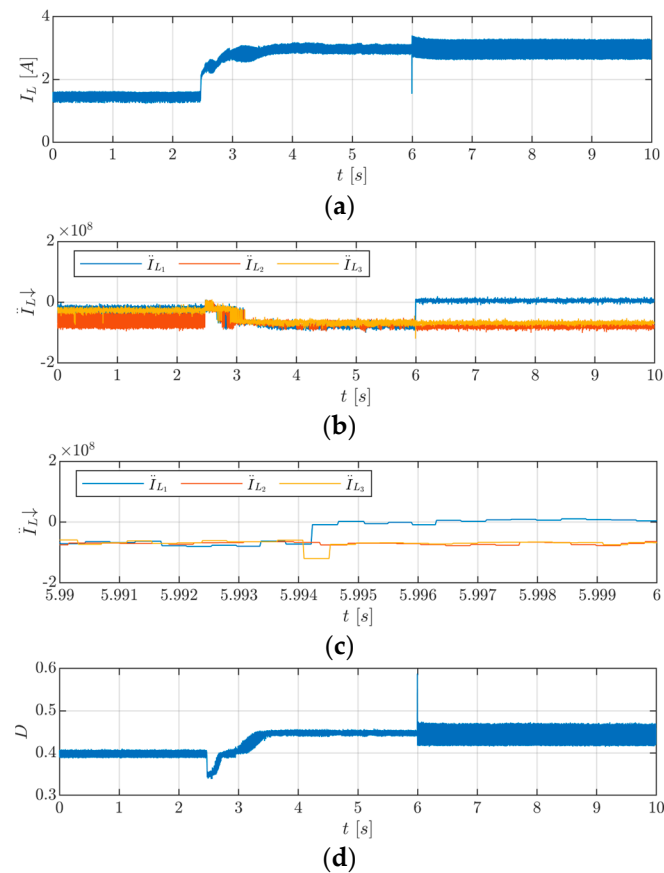 4
2
0
I_L [A]
0 1 2 3 4 5 6 7 8 9 10
t [s]
(a)
×10^8
2
0
-2
Ï_L↓
Ï_L₁ Ï_L₂ Ï_L₃
0 1 2 3 4 5 6 7 8 9 10
t [s]
(b)
×10^8
2
0
-2
Ï_L↓
Ï_L₁ Ï_L₂ Ï_L₃
5.99 5.991 5.992 5.993 5.994 5.995 5.996 5.997 5.998 5.999 6
t [s]
(c)
0.6
0.5
0.4
0.3
D
0 1 2 3 4 5 6 7 8 9 10
t [s]
(d)